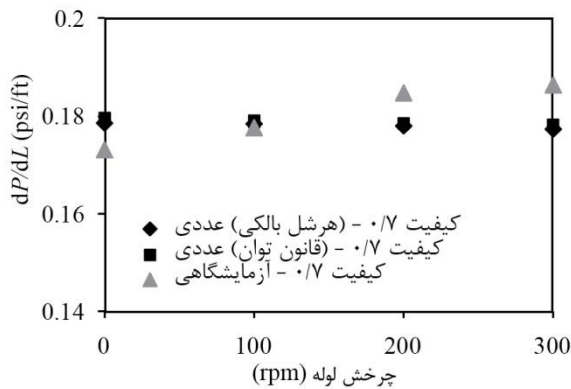 0.2
0.18
0.16
0.14
dP/dL (psi/ft)
کیفیت ۰/۷ - (هرشل بالکی) عددی
کیفیت ۰/۷ - (قانون توان) عددی
کیفیت ۰/۷ - آزمایشگاهی
0 100 200 300
چرخش لوله (rpm)